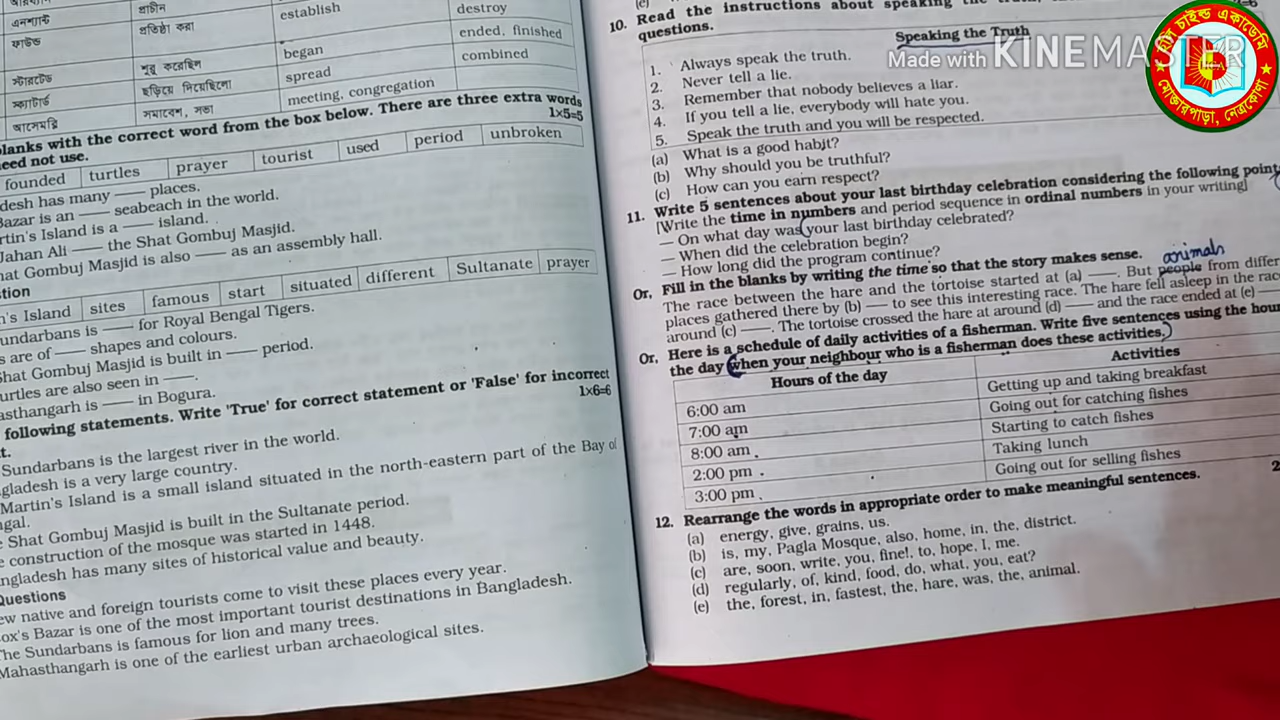 এনশ্যান্ট প্রাচীন
ফাউন্ড প্রতিষ্ঠা করা establish destroy
ended, finished
স্টারটেড শুরু করেছিল began combined
স্ক্যাটার্ড ছড়িয়ে দিয়েছিলো spread
আসেমব্লি সমাবেশ, সভা meeting, congregation
lanks with the correct word from the box below. There are three extra words
eed not use. 1×5=5
founded turtles prayer tourist used period unbroken
desh has many —— places.
Bazar is an —— seabeach in the world.
rtin's Island is a —— island.
Jahan Ali —— the Shat Gombuj Masjid.
hat Gombuj Masjid is also —— as an assembly hall.
stion
n's Island sites famous start situated different Sultanate prayer
undarbans is —— for Royal Bengal Tigers.
s are of —— shapes and colours.
Shat Gombuj Masjid is built in —— period.
urtles are also seen in ——.
asthangarh is —— in Bogura.
following statements. Write 'True' for correct statement or 'False' for incorrect
t. 1×6=6
Sundarbans is the largest river in the world.
gladesh is a very large country.
Martin's Island is a small island situated in the north-eastern part of the Bay of
ngal.
e Shat Gombuj Masjid is built in the Sultanate period.
e construction of the mosque was started in 1448.
angladesh has many sites of historical value and beauty.
Questions
ew native and foreign tourists come to visit these places every year.
ox's Bazar is one of the most important tourist destinations in Bangladesh.
The Sundarbans is famous for lion and many trees.
Mahasthangarh is one of the earliest urban archaeological sites.
10. Read the instructions about speaking the
questions.
Speaking the Truth
1. Always speak the truth.
2. Never tell a lie.
3. Remember that nobody believes a liar.
4. If you tell a lie, everybody will hate you.
5. Speak the truth and you will be respected.
(a) What is a good habit?
(b) Why should you be truthful?
(c) How can you earn respect?
11. Write 5 sentences about your last birthday celebration considering the following point
[Write the time in numbers and period sequence in ordinal numbers in your writing]
— On what day was your last birthday celebrated?
— When did the celebration begin?
— How long did the program continue?
Or, Fill in the blanks by writing the time so that the story makes sense. animals
The race between the hare and the tortoise started at (a) ——. But people from differ
places gathered there by (b) —— to see this interesting race. The hare fell asleep in the race
around (c) ——. The tortoise crossed the hare at around (d) —— and the race ended at (e) —
Or, Here is a schedule of daily activities of a fisherman. Write five sentences using the hour
the day when your neighbour who is a fisherman does these activities.
Hours of the day Activities
6:00 am Getting up and taking breakfast
7:00 am Going out for catching fishes
8:00 am Starting to catch fishes
2:00 pm Taking lunch
3:00 pm Going out for selling fishes
12. Rearrange the words in appropriate order to make meaningful sentences. 2
(a) energy, give, grains, us.
(b) is, my, Pagla Mosque, also, home, in, the, district.
(c) are, soon, write, you, fine!, to, hope, I, me.
(d) regularly, of, kind, food, do, what, you, eat?
(e) the, forest, in, fastest, the, hare, was, the, animal.
Made with KINEMASTER
চাইল্ড একাডেমি
মোক্তারপাড়া, নেত্রকোণা